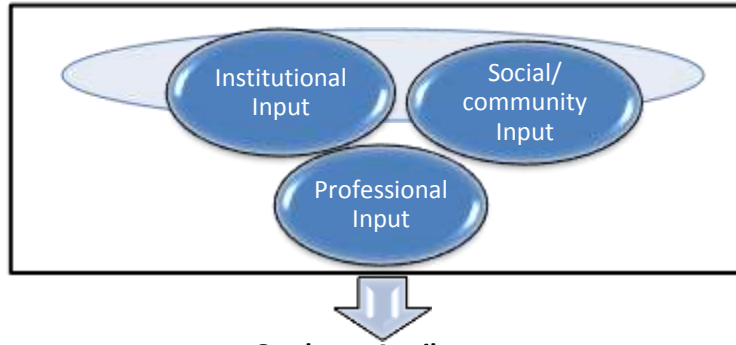 Institutional
Input
Social/
community
Input
Professional
Input